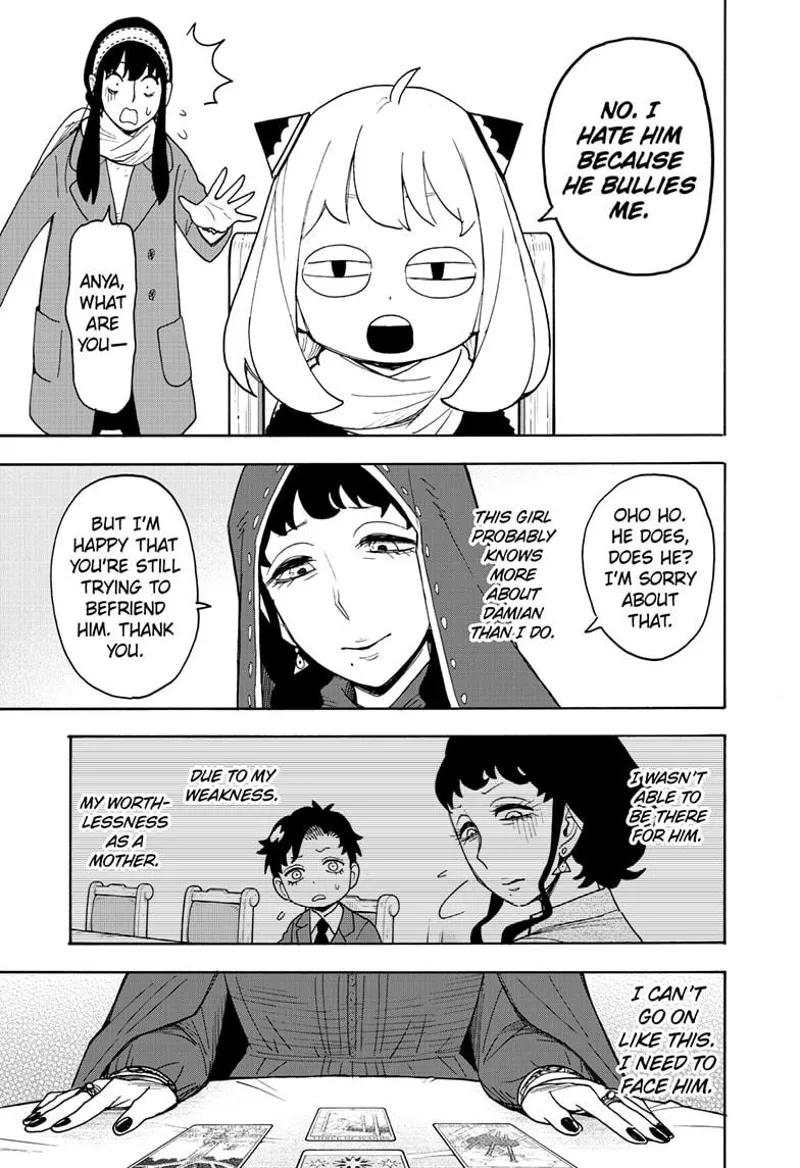 NO. I
HATE HIM
BECAUSE
HE BULLIES
ME.
ANYA,
WHAT
ARE
YOU—
OHO HO.
HE DOES,
DOES HE?
I'M SORRY
ABOUT
THAT.
THIS GIRL
PROBABLY
KNOWS
MORE
ABOUT
DAMIAN
THAN I DO.
BUT I'M
HAPPY THAT
YOU'RE STILL
TRYING TO
BEFRIEND
HIM. THANK
YOU.
I WASN'T
ABLE TO
BE THERE
FOR HIM.
DUE TO MY
WEAKNESS.
MY WORTH-
LESSNESS
AS A
MOTHER.
I CAN'T
GO ON
LIKE THIS.
I NEED TO
FACE HIM.